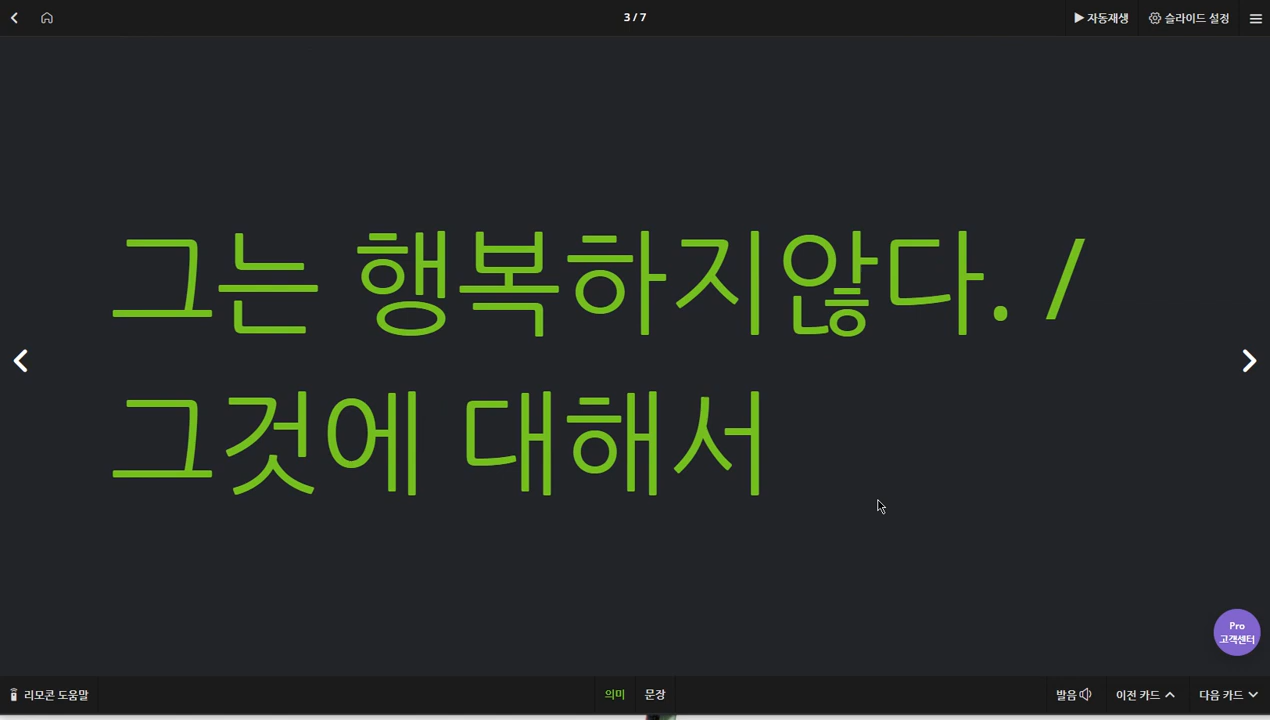 3 / 7
자동재생
슬라이드 설정
그는 행복하지않다. /
그것에 대해서
Pro
고객센터
리모콘 도움말
의미
문장
발음
이전 카드
다음 카드